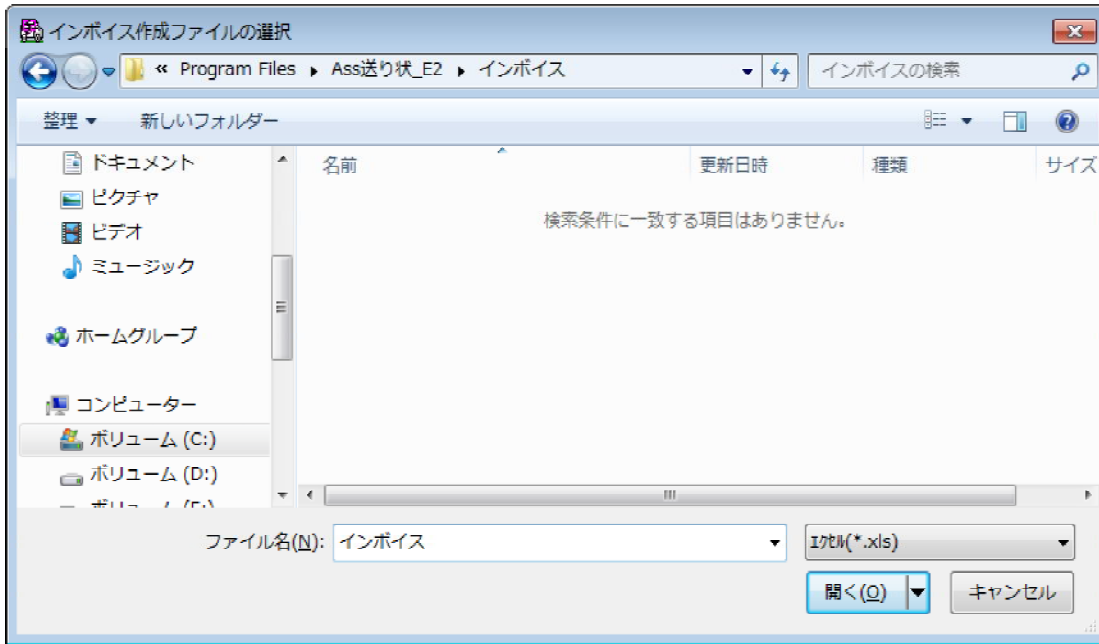 インボイス作成ファイルの選択
« Program Files ▸ Ass送り状_E2 ▸ インボイス
インボイスの検索
整理 ▼ 新しいフォルダー
ドキュメント
ピクチャ
ビデオ
ミュージック
ホームグループ
コンピューター
ボリューム (C:)
ボリューム (D:)
名前 更新日時 種類 サイズ
検索条件に一致する項目はありません。
ファイル名(N): インボイス
ｴｸｾﾙ(*.xls)
開く(O) キャンセル